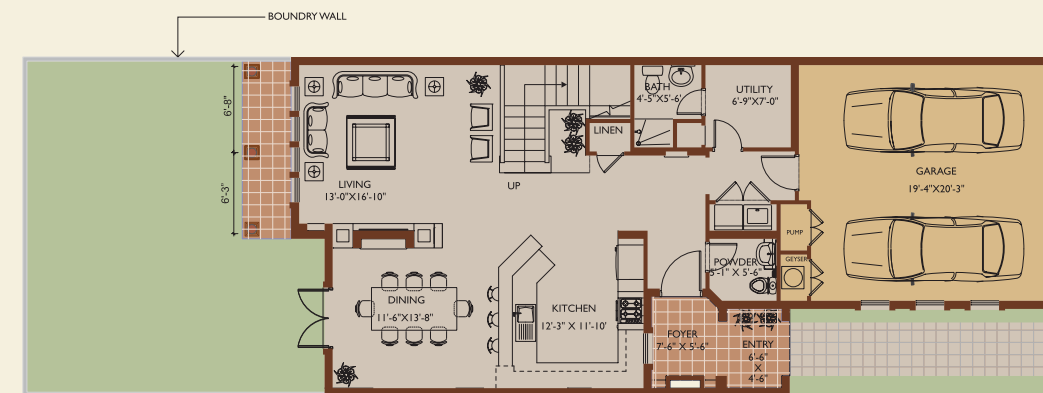 BOUNDRY WALL
6'-8"
6'-3"
LIVING
13'-0"X16'-10"
UP
LINEN
BATH
4'-5"X5'-6'
UTILITY
6'-9"X7'-0"
GARAGE
19'-4"X20'-3"
PUMP
GEYSER
POWDER
5'-1" X 5'-6"
DINING
11'-6"X13'-8"
KITCHEN
12'-3" X 11'-10'
FOYER
7'-6" X 5'-6"
ENTRY
6'-6"
X
4'-6"